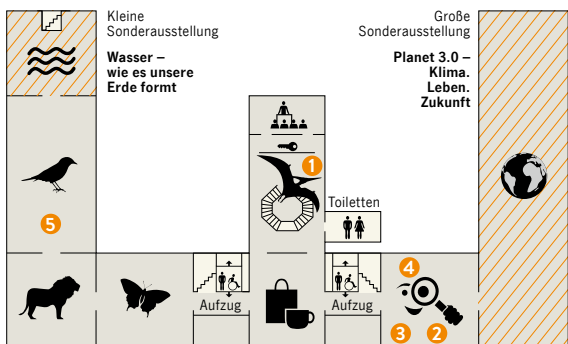 Kleine
Sonderausstellung
Wasser –
wie es unsere
Erde formt
Große
Sonderausstellung
Planet 3.0 –
Klima.
Leben.
Zukunft
1
Toiletten
5
4
Aufzug
Aufzug
3
2